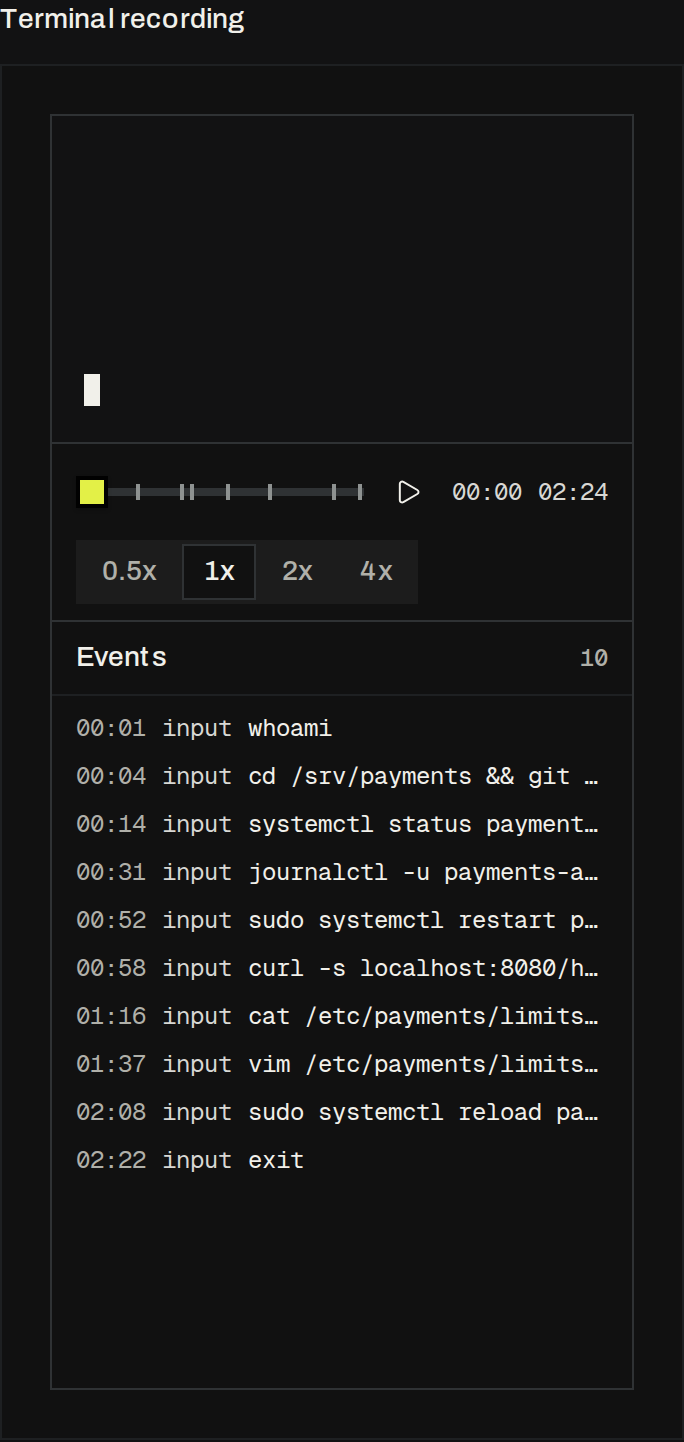 Terminal recording
00:00 02:24
0.5x 1x 2x 4x
Events 10
00:01 input whoami
00:04 input cd /srv/payments && git …
00:14 input systemctl status payment…
00:31 input journalctl -u payments-a…
00:52 input sudo systemctl restart p…
00:58 input curl -s localhost:8080/h…
01:16 input cat /etc/payments/limits…
01:37 input vim /etc/payments/limits…
02:08 input sudo systemctl reload pa…
02:22 input exit